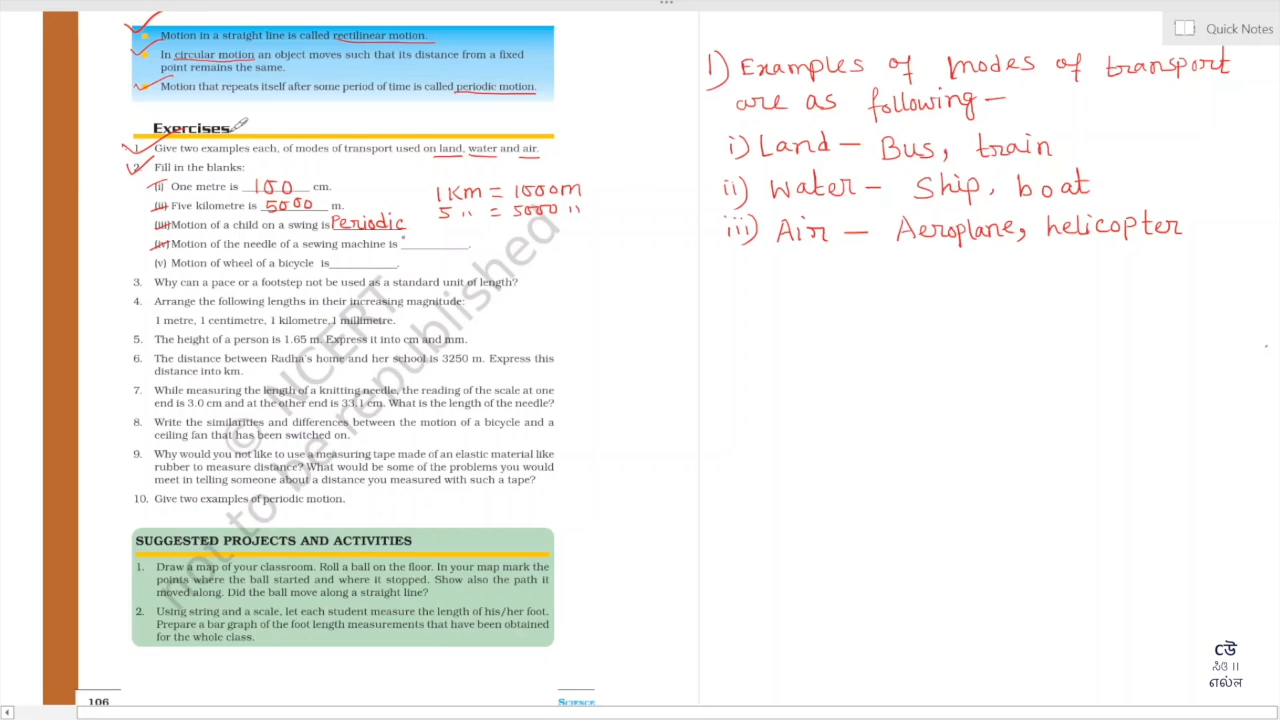 Quick Notes
Motion in a straight line is called rectilinear motion.
In circular motion an object moves such that its distance from a fixed
point remains the same.
Motion that repeats itself after some period of time is called periodic motion.
Exercises
1. Give two examples each, of modes of transport used on land, water and air.
2. Fill in the blanks:
(i) One metre is 100 cm.
(ii) Five kilometre is 5000 m.
(iii) Motion of a child on a swing is Periodic
(iv) Motion of the needle of a sewing machine is ____________.
(v) Motion of wheel of a bicycle is____________.
1 Km = 1000m
5 " = 5000 "
3. Why can a pace or a footstep not be used as a standard unit of length?
4. Arrange the following lengths in their increasing magnitude:
1 metre, 1 centimetre, 1 kilometre, 1 millimetre.
5. The height of a person is 1.65 m. Express it into cm and mm.
6. The distance between Radha's home and her school is 3250 m. Express this
distance into km.
7. While measuring the length of a knitting needle, the reading of the scale at one
end is 3.0 cm and at the other end is 33.1 cm. What is the length of the needle?
8. Write the similarities and differences between the motion of a bicycle and a
ceiling fan that has been switched on.
9. Why would you not like to use a measuring tape made of an elastic material like
rubber to measure distance? What would be some of the problems you would
meet in telling someone about a distance you measured with such a tape?
10. Give two examples of periodic motion.
© NCERT
not to be republished
SUGGESTED PROJECTS AND ACTIVITIES
1. Draw a map of your classroom. Roll a ball on the floor. In your map mark the
points where the ball started and where it stopped. Show also the path it
moved along. Did the ball move along a straight line?
2. Using string and a scale, let each student measure the length of his/her foot.
Prepare a bar graph of the foot length measurements that have been obtained
for the whole class.
106
SCIENCE
1) Examples of modes of transport
are as following –
i) Land – Bus, train
ii) Water – Ship, boat
iii) Air – Aeroplane, helicopter